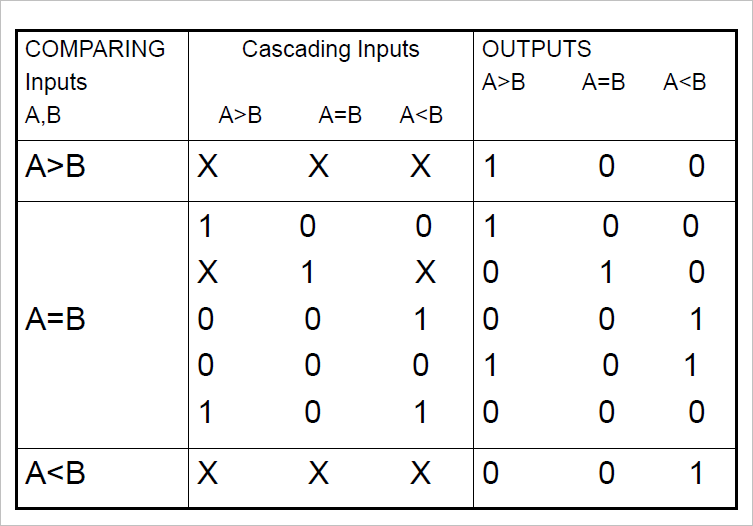 COMPARING Cascading Inputs OUTPUTS
Inputs A>B A=B A<B
A,B A>B A=B A<B
A>B X X X 1 0 0
1 0 0 1 0 0
X 1 X 0 1 0
A=B 0 0 1 0 0 1
0 0 0 1 0 1
1 0 1 0 0 0
A<B X X X 0 0 1